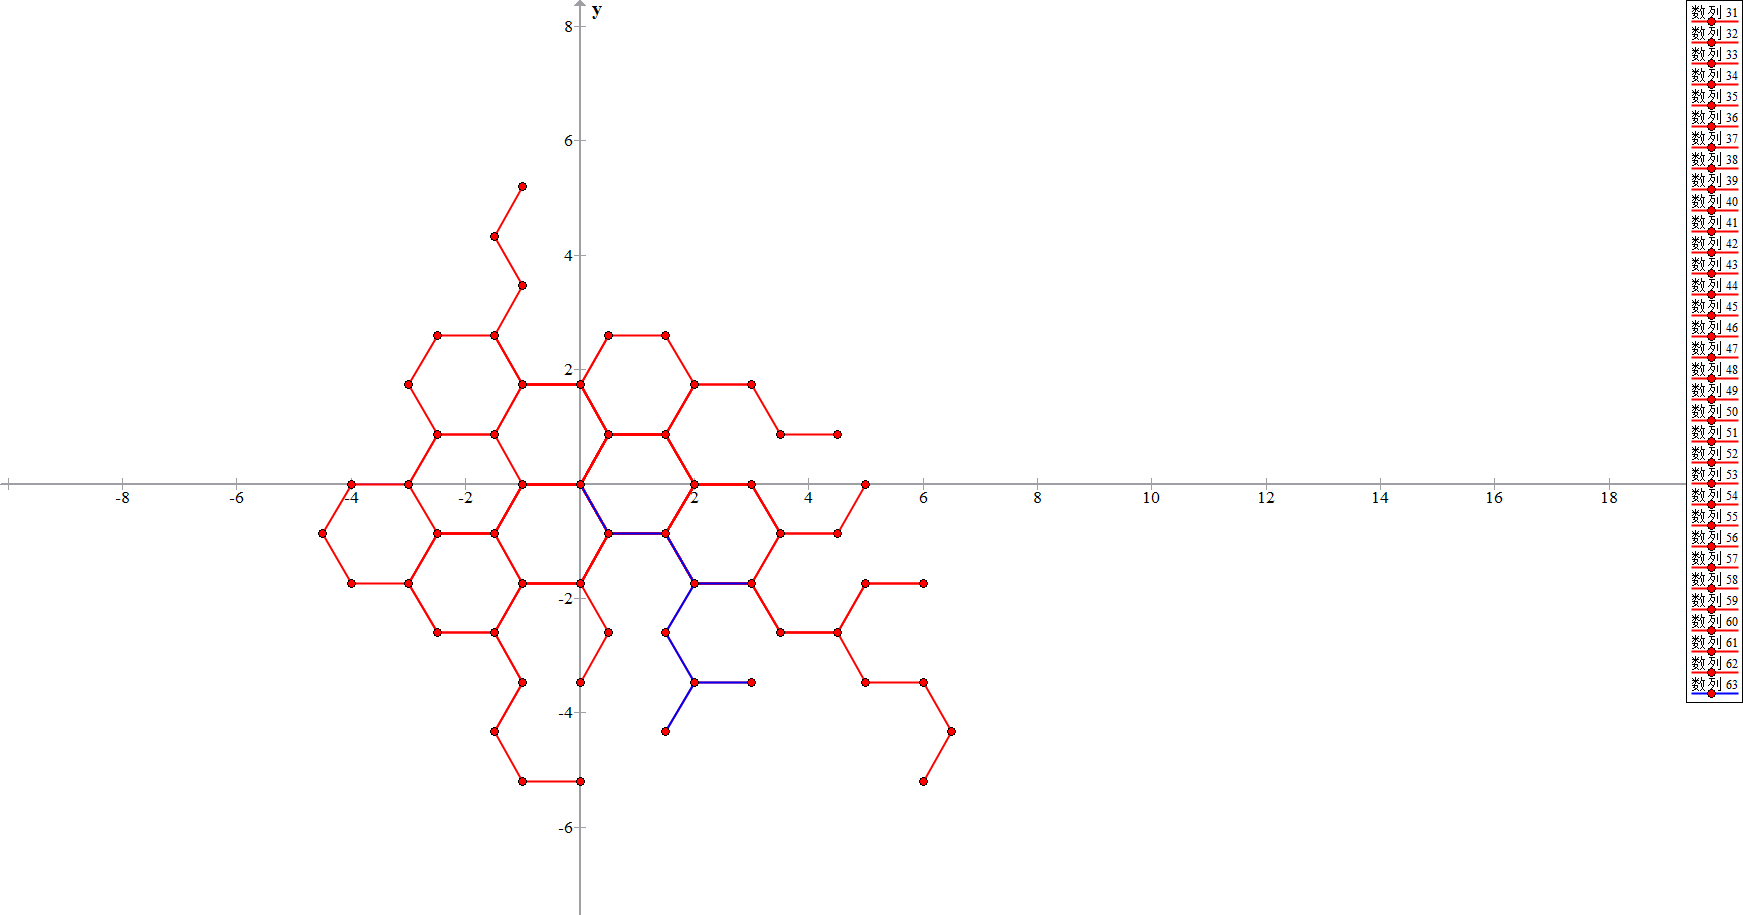 y
8
6
4
2
-8 -6 -4 -2 2 4 6 8 10 12 14 16 18
-2
-4
-6
数列 31
数列 32
数列 33
数列 34
数列 35
数列 36
数列 37
数列 38
数列 39
数列 40
数列 41
数列 42
数列 43
数列 44
数列 45
数列 46
数列 47
数列 48
数列 49
数列 50
数列 51
数列 52
数列 53
数列 54
数列 55
数列 56
数列 57
数列 58
数列 59
数列 60
数列 61
数列 62
数列 63